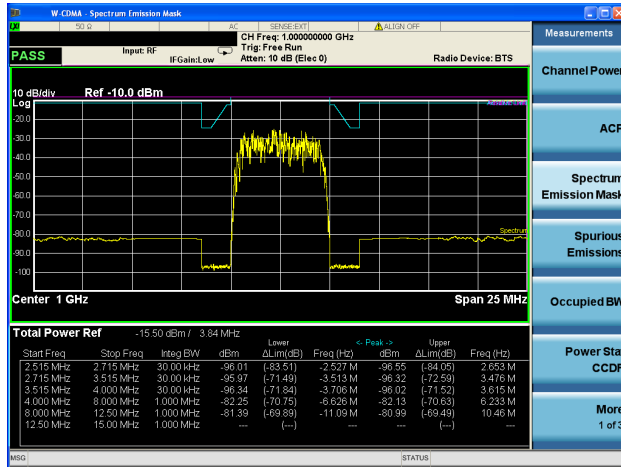 W-CDMA - Spectrum Emission Mask
50 Ω AC SENSE:EXT ALIGN OFF
CH Freq: 1.000000000 GHz
PASS Input: RF Trig: Free Run
IFGain:Low Atten: 10 dB (Elec 0) Radio Device: BTS
10 dB/div Ref -10.0 dBm
Log
-20.0
-30.0
-40.0
-50.0
-60.0
-70.0
-80.0
Spectrum
-90.0
-100
Center 1 GHz Span 25 MHz
Total Power Ref -15.50 dBm / 3.84 MHz
Lower <- Peak -> Upper
Start Freq Stop Freq Integ BW dBm ΔLim(dB) Freq (Hz) dBm ΔLim(dB) Freq (Hz)
2.515 MHz 2.715 MHz 30.00 kHz -96.01 (-83.51) -2.527 M -96.55 (-84.05) 2.653 M
2.715 MHz 3.515 MHz 30.00 kHz -95.97 (-71.49) -3.513 M -96.32 (-72.59) 3.476 M
3.515 MHz 4.000 MHz 30.00 kHz -96.34 (-71.84) -3.706 M -96.02 (-71.52) 3.615 M
4.000 MHz 8.000 MHz 1.000 MHz -82.25 (-70.75) -6.626 M -82.13 (-70.63) 6.233 M
8.000 MHz 12.50 MHz 1.000 MHz -81.39 (-69.89) -11.09 M -80.99 (-69.49) 10.46 M
12.50 MHz 15.00 MHz 1.000 MHz --- (---) --- --- (---) ---
MSG STATUS
Measurements
Channel Power
ACP
Spectrum
Emission Mask
Spurious
Emissions
Occupied BW
Power Sta
CCDF
More
1 of 3